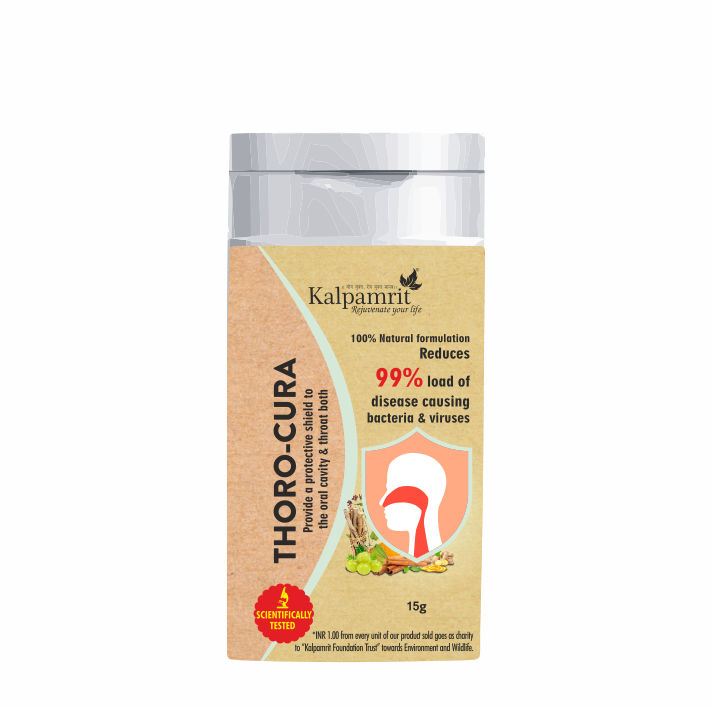 Kalpamrit
Rejuvenate your life
100% Natural formulation
Reduces
99% load of
disease causing
bacteria & viruses
THORO-CURA
Provide a protective shield to
the oral cavity & throat both
SCIENTIFICALLY
TESTED
15g
*INR 1.00 from every unit of our product sold goes as charity
to "Kalpamrit Foundation Trust" towards Environment and Wildlife.